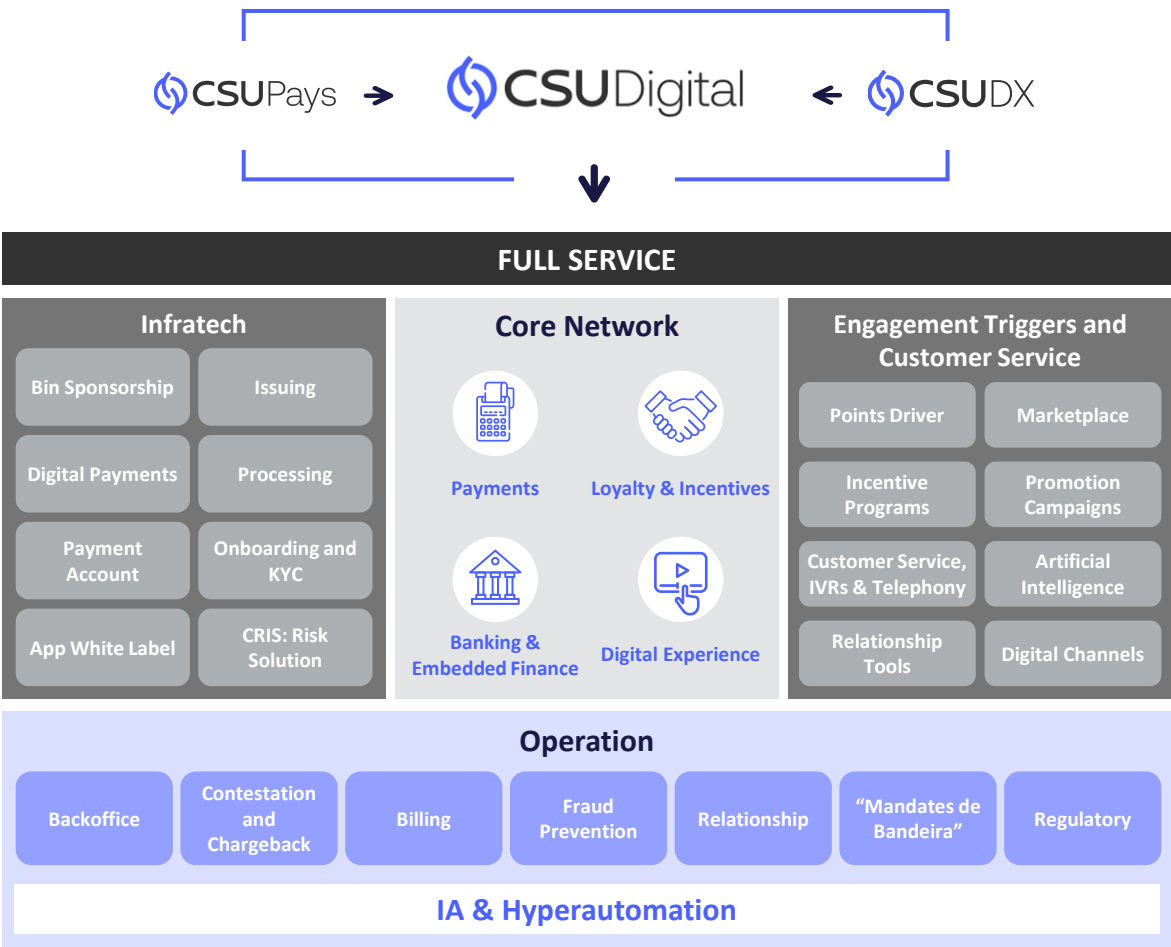 CSUPays
CSUDigital
CSUDX
FULL SERVICE
Infratech
Bin Sponsorship
Issuing
Digital Payments
Processing
Payment
Account
Onboarding and
KYC
App White Label
CRIS: Risk
Solution
Core Network
Payments
Loyalty & Incentives
Banking &
Embedded Finance
Digital Experience
Engagement Triggers and
Customer Service
Points Driver
Marketplace
Incentive
Programs
Promotion
Campaigns
Customer Service,
IVRs & Telephony
Artificial
Intelligence
Relationship
Tools
Digital Channels
Operation
Backoffice
Contestation
and
Chargeback
Billing
Fraud
Prevention
Relationship
“Mandates de
Bandeira”
Regulatory
IA & Hyperautomation